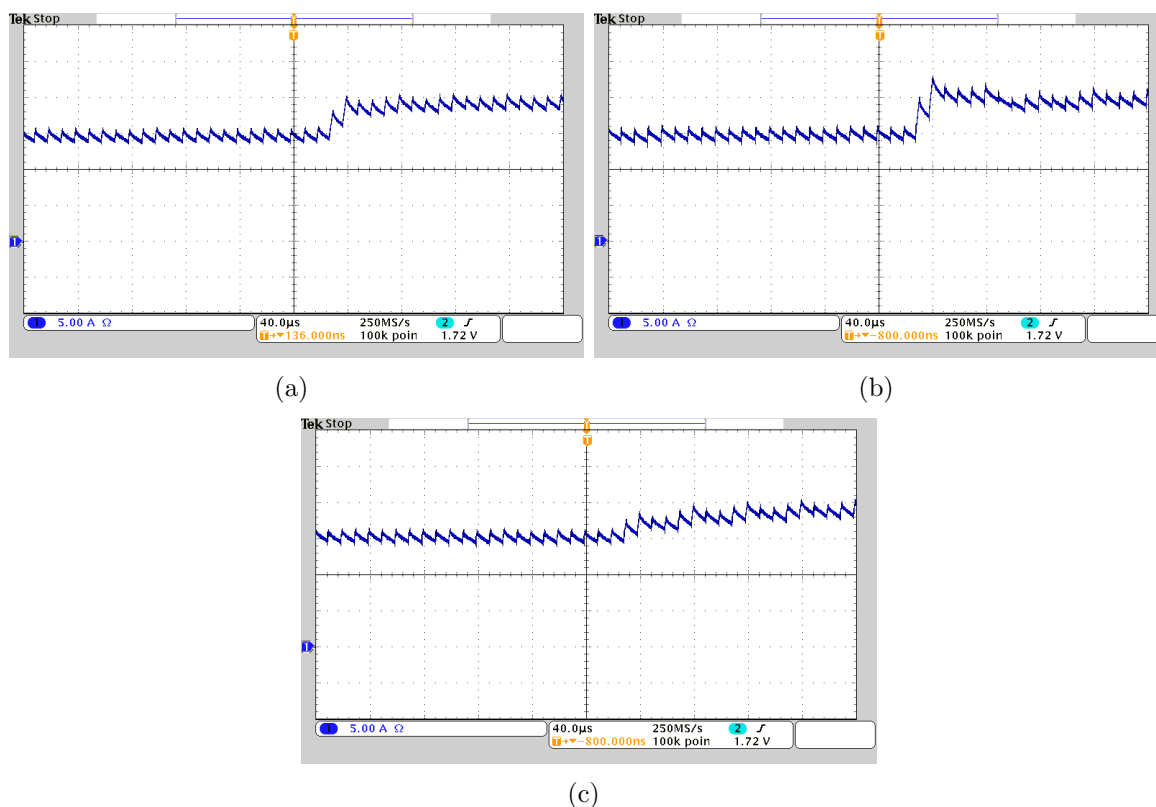 Tek Stop
T
T
1
1 5.00 A Ω
40.0µs 250MS/s 2
T→▼136.000ns 100k poin 1.72 V
(a)
Tek Stop
T
T
1
1 5.00 A Ω
40.0µs 250MS/s 2
T→▼-800.000ns 100k poin 1.72 V
(b)
Tek Stop
T
T
1
1 5.00 A Ω
40.0µs 250MS/s 2
T→▼-800.000ns 100k poin 1.72 V
(c)